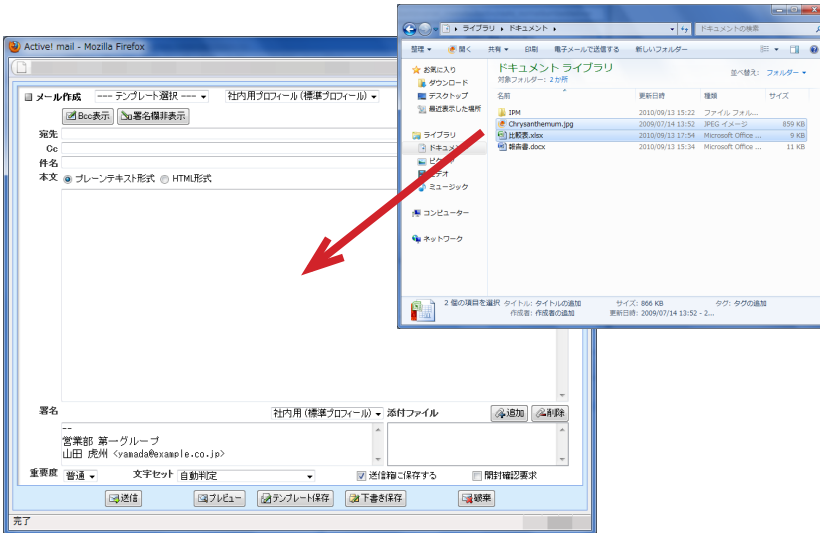 Active! mail - Mozilla Firefox
メール作成 --- テンプレート選択 --- 社内用プロフィール (標準プロフィール)
Bcc表示 署名欄非表示
宛先
Cc
件名
本文 プレーンテキスト形式 HTML形式
署名 社内用 (標準プロフィール) 添付ファイル 追加 削除
--
営業部 第一グループ
山田 虎州 <yamada@example.co.jp>
重要度 普通 文字セット 自動判定 送信箱に保存する 開封確認要求
送信 プレビュー テンプレート保存 下書き保存 破棄
完了
ライブラリ ドキュメント ドキュメントの検索
整理 開く 共有 印刷 電子メールで送信する 新しいフォルダー
お気に入り
ダウンロード
デスクトップ
最近表示した場所
ライブラリ
ドキュメント
ビデオ
ミュージック
コンピューター
ネットワーク
ドキュメント ライブラリ
対象フォルダー: 2か所
並べ替え: フォルダー
名前 更新日時 種類 サイズ
IPM 2010/09/13 15:22 ファイル フォル...
Chrysanthemum.jpg 2009/07/14 13:52 JPEG イメージ 859 KB
比較表.xlsx 2010/09/13 17:54 Microsoft Office ... 9 KB
報告書.docx 2010/09/13 15:34 Microsoft Office ... 11 KB
2 個の項目を選択 タイトル: タイトルの追加 サイズ: 866 KB タグ: タグの追加
作成者: 作成者の追加 更新日時: 2009/07/14 13:52 - 2...